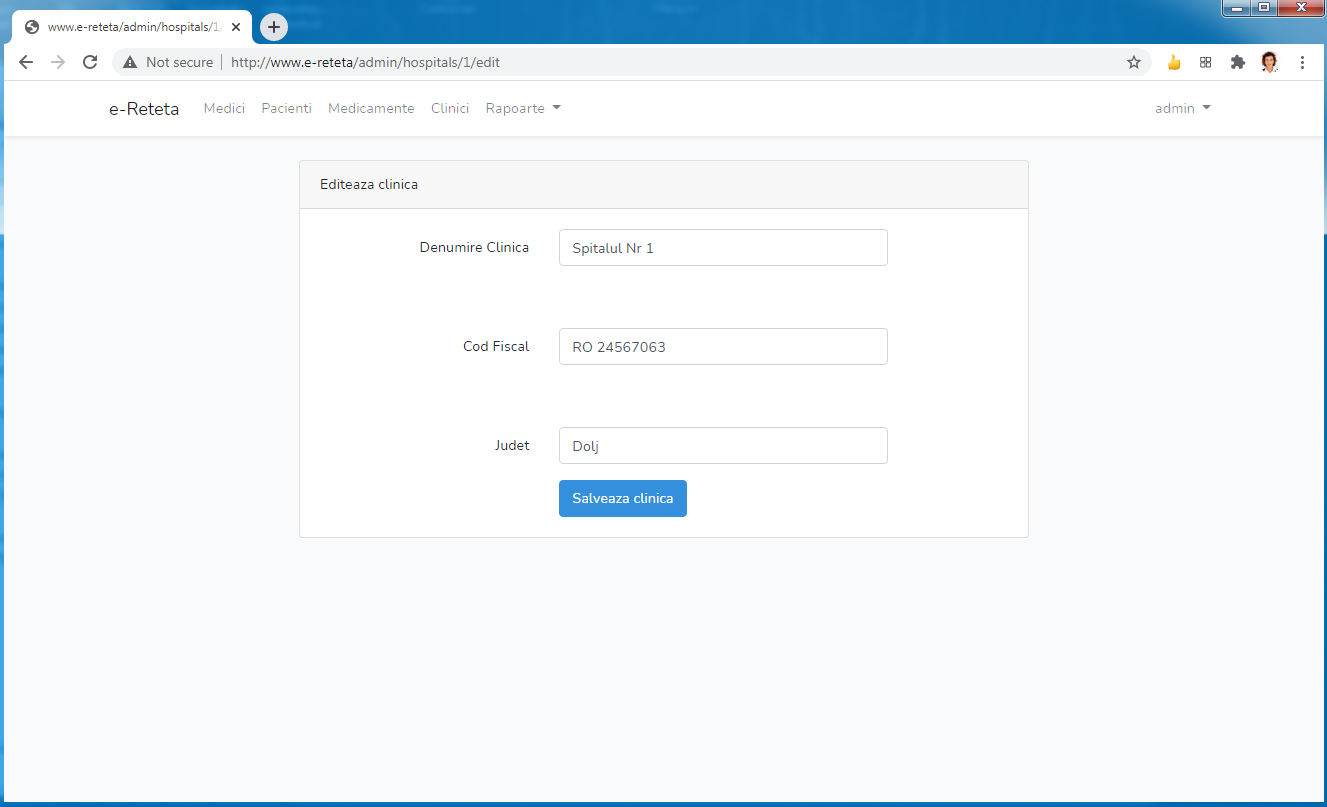 www.e-reteta/admin/hospitals/1/
Not secure http://www.e-reteta/admin/hospitals/1/edit
e-Reteta Medici Pacienti Medicamente Clinici Rapoarte admin
Editeaza clinica
Denumire Clinica Spitalul Nr 1
Cod Fiscal RO 24567063
Judet Dolj
Salveaza clinica